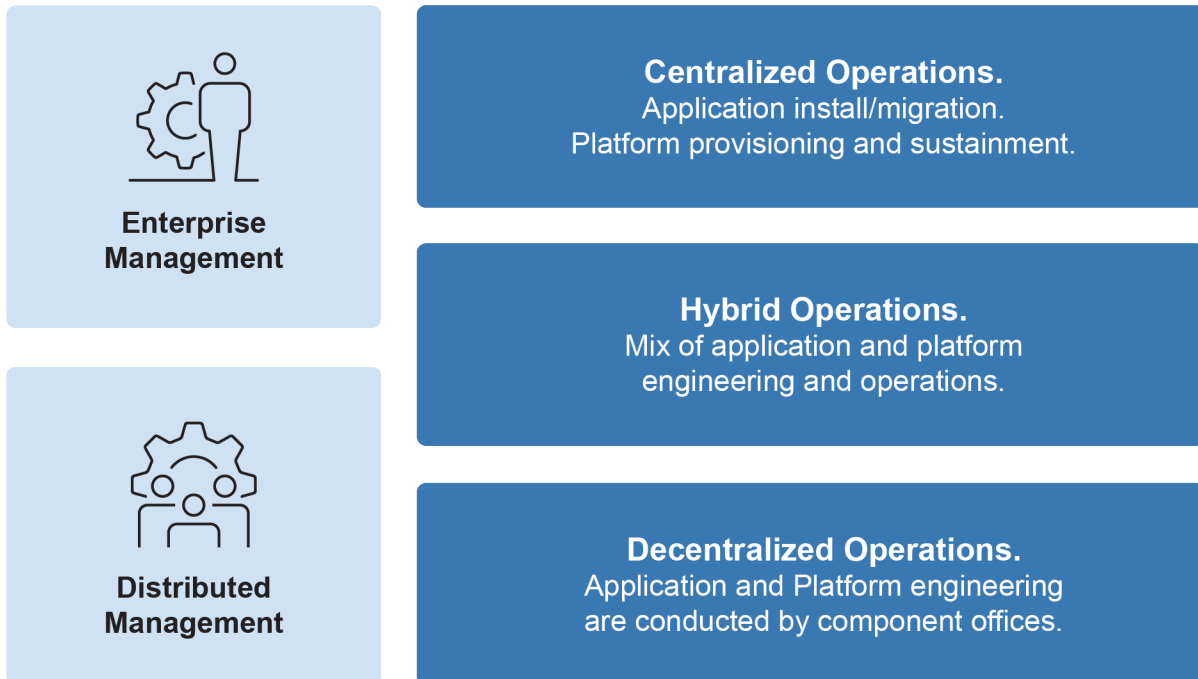 Enterprise
Management
Distributed
Management
Centralized Operations.
Application install/migration.
Platform provisioning and sustainment.
Hybrid Operations.
Mix of application and platform
engineering and operations.
Decentralized Operations.
Application and Platform engineering
are conducted by component offices.